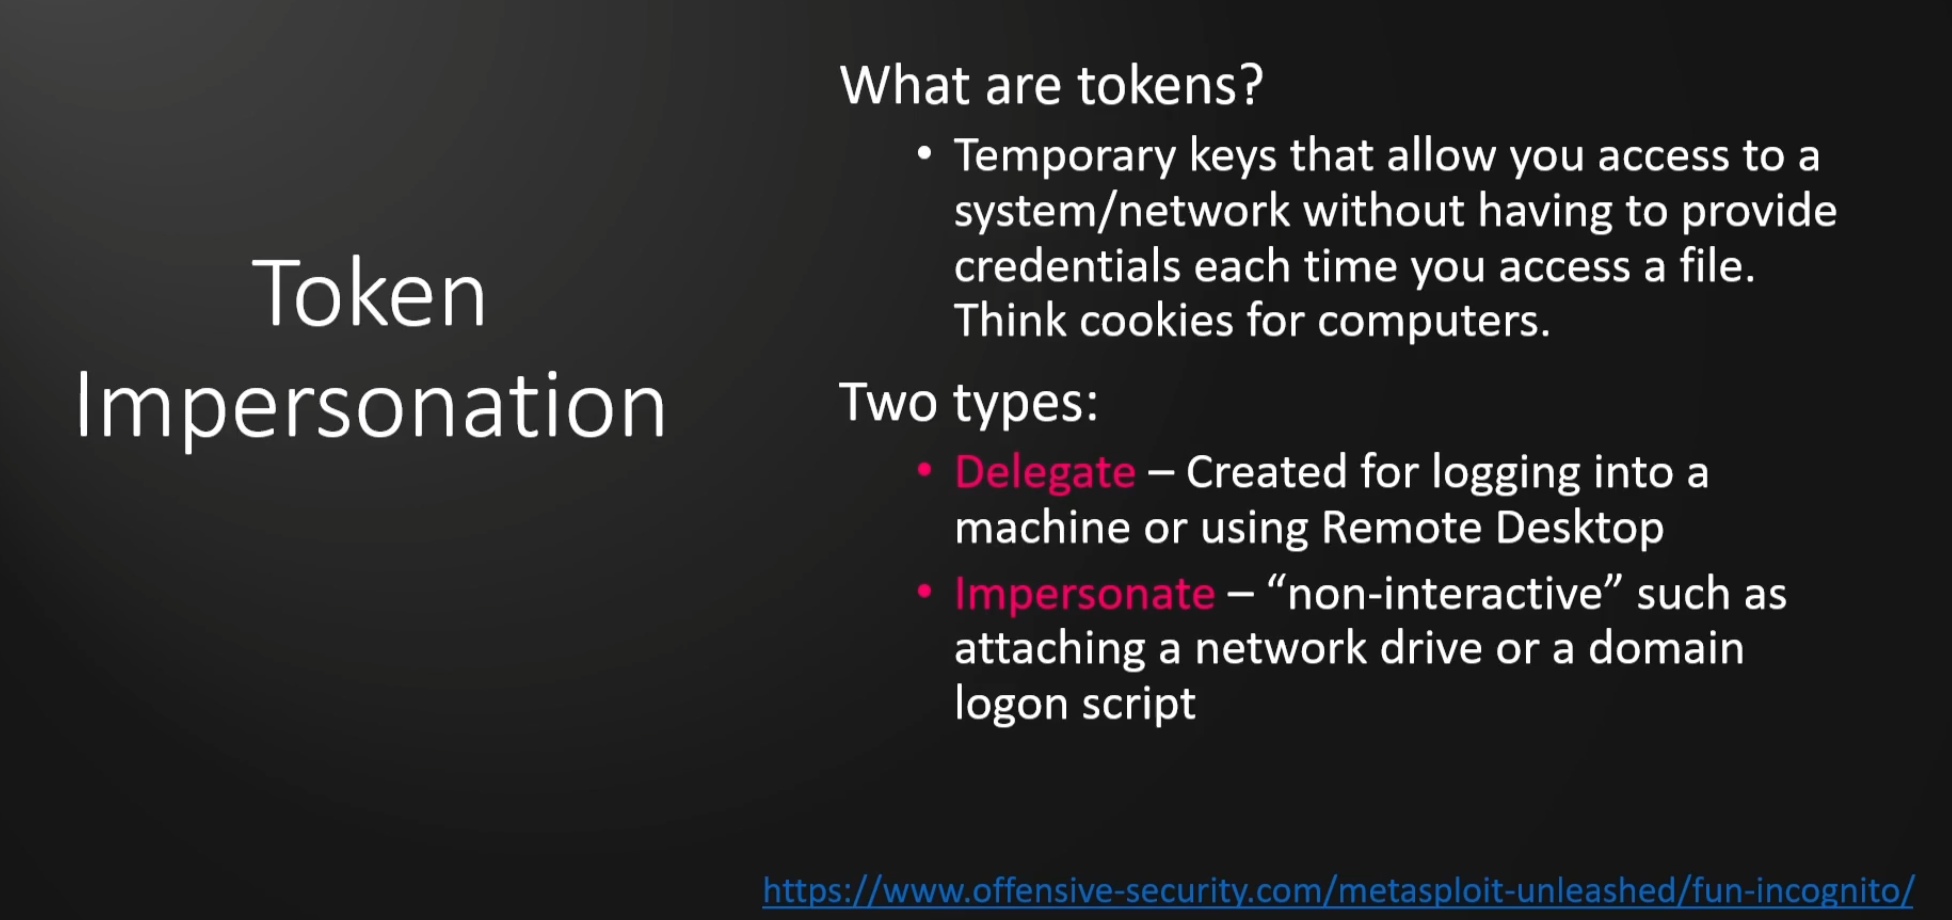 Token
Impersonation
What are tokens?
• Temporary keys that allow you access to a
system/network without having to provide
credentials each time you access a file.
Think cookies for computers.
Two types:
• Delegate – Created for logging into a
machine or using Remote Desktop
• Impersonate – “non-interactive” such as
attaching a network drive or a domain
logon script
https://www.offensive-security.com/metasploit-unleashed/fun-incognito/